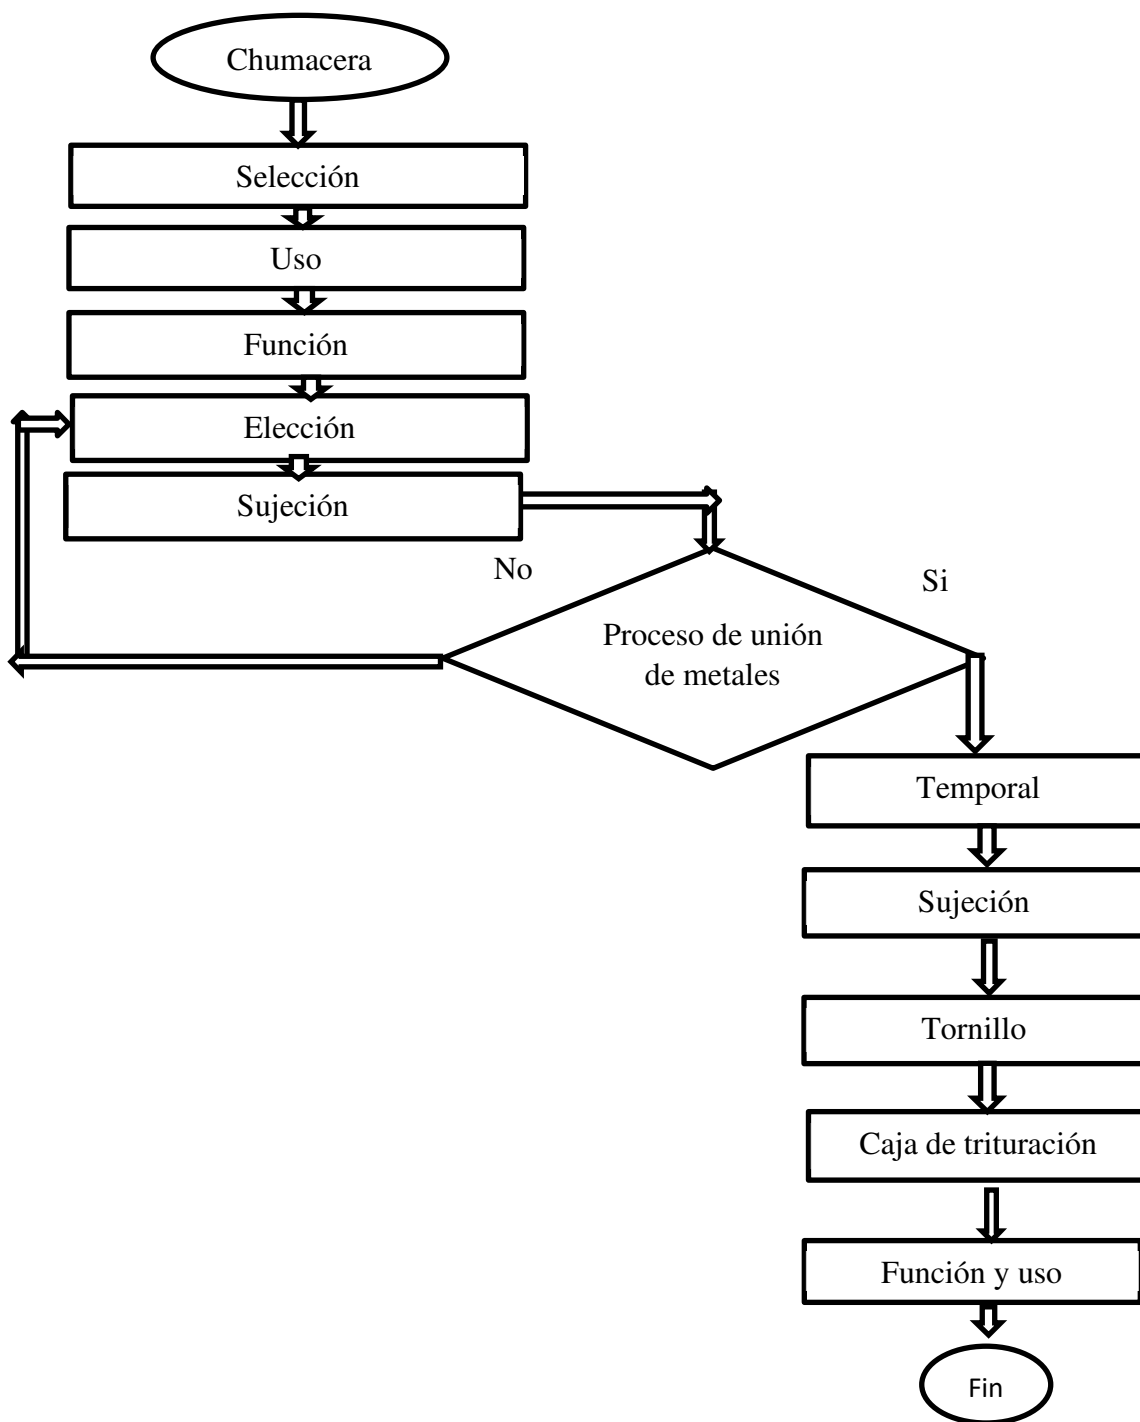 Chumacera
Selección
Uso
Función
Elección
Sujeción
No
Si
Proceso de unión
de metales
Temporal
Sujeción
Tornillo
Caja de trituración
Función y uso
Fin